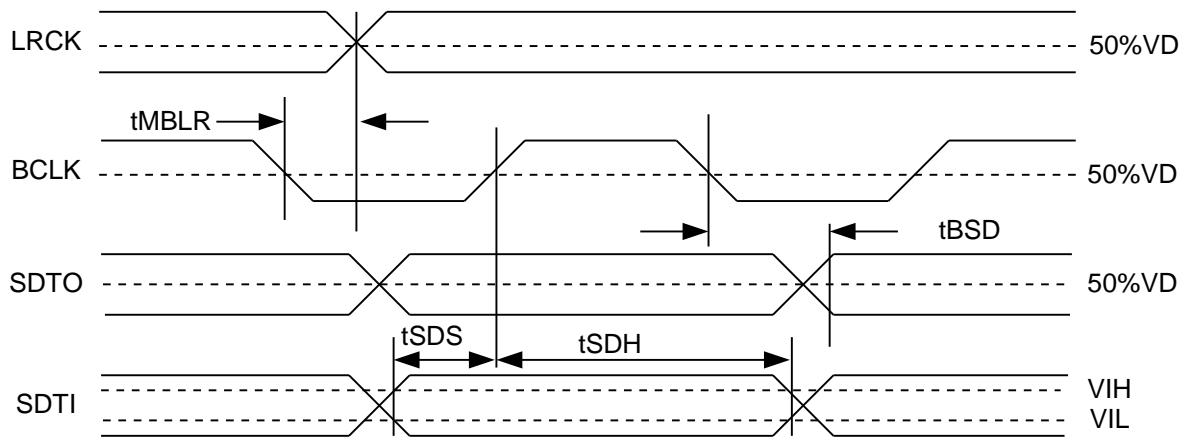 LRCK 50%VD
tMBLR
BCLK 50%VD
tBSD
SDTO 50%VD
tSDS tSDH
SDTI VIH
VIL